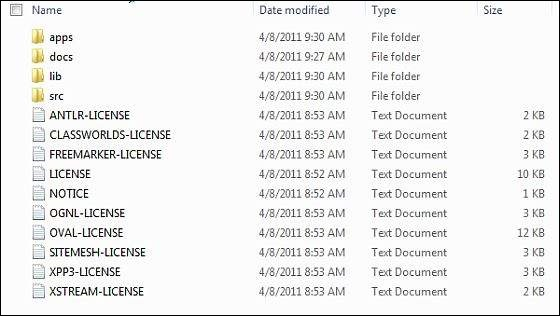 Name Date modified Type Size
apps 4/8/2011 9:30 AM File folder
docs 4/8/2011 9:27 AM File folder
lib 4/8/2011 9:30 AM File folder
src 4/8/2011 9:30 AM File folder
ANTLR-LICENSE 4/8/2011 8:53 AM Text Document 2 KB
CLASSWORLDS-LICENSE 4/8/2011 8:53 AM Text Document 2 KB
FREEMARKER-LICENSE 4/8/2011 8:53 AM Text Document 3 KB
LICENSE 4/8/2011 8:52 AM Text Document 10 KB
NOTICE 4/8/2011 8:52 AM Text Document 1 KB
OGNL-LICENSE 4/8/2011 8:53 AM Text Document 3 KB
OVAL-LICENSE 4/8/2011 8:53 AM Text Document 12 KB
SITEMESH-LICENSE 4/8/2011 8:53 AM Text Document 3 KB
XPP3-LICENSE 4/8/2011 8:53 AM Text Document 3 KB
XSTREAM-LICENSE 4/8/2011 8:53 AM Text Document 2 KB